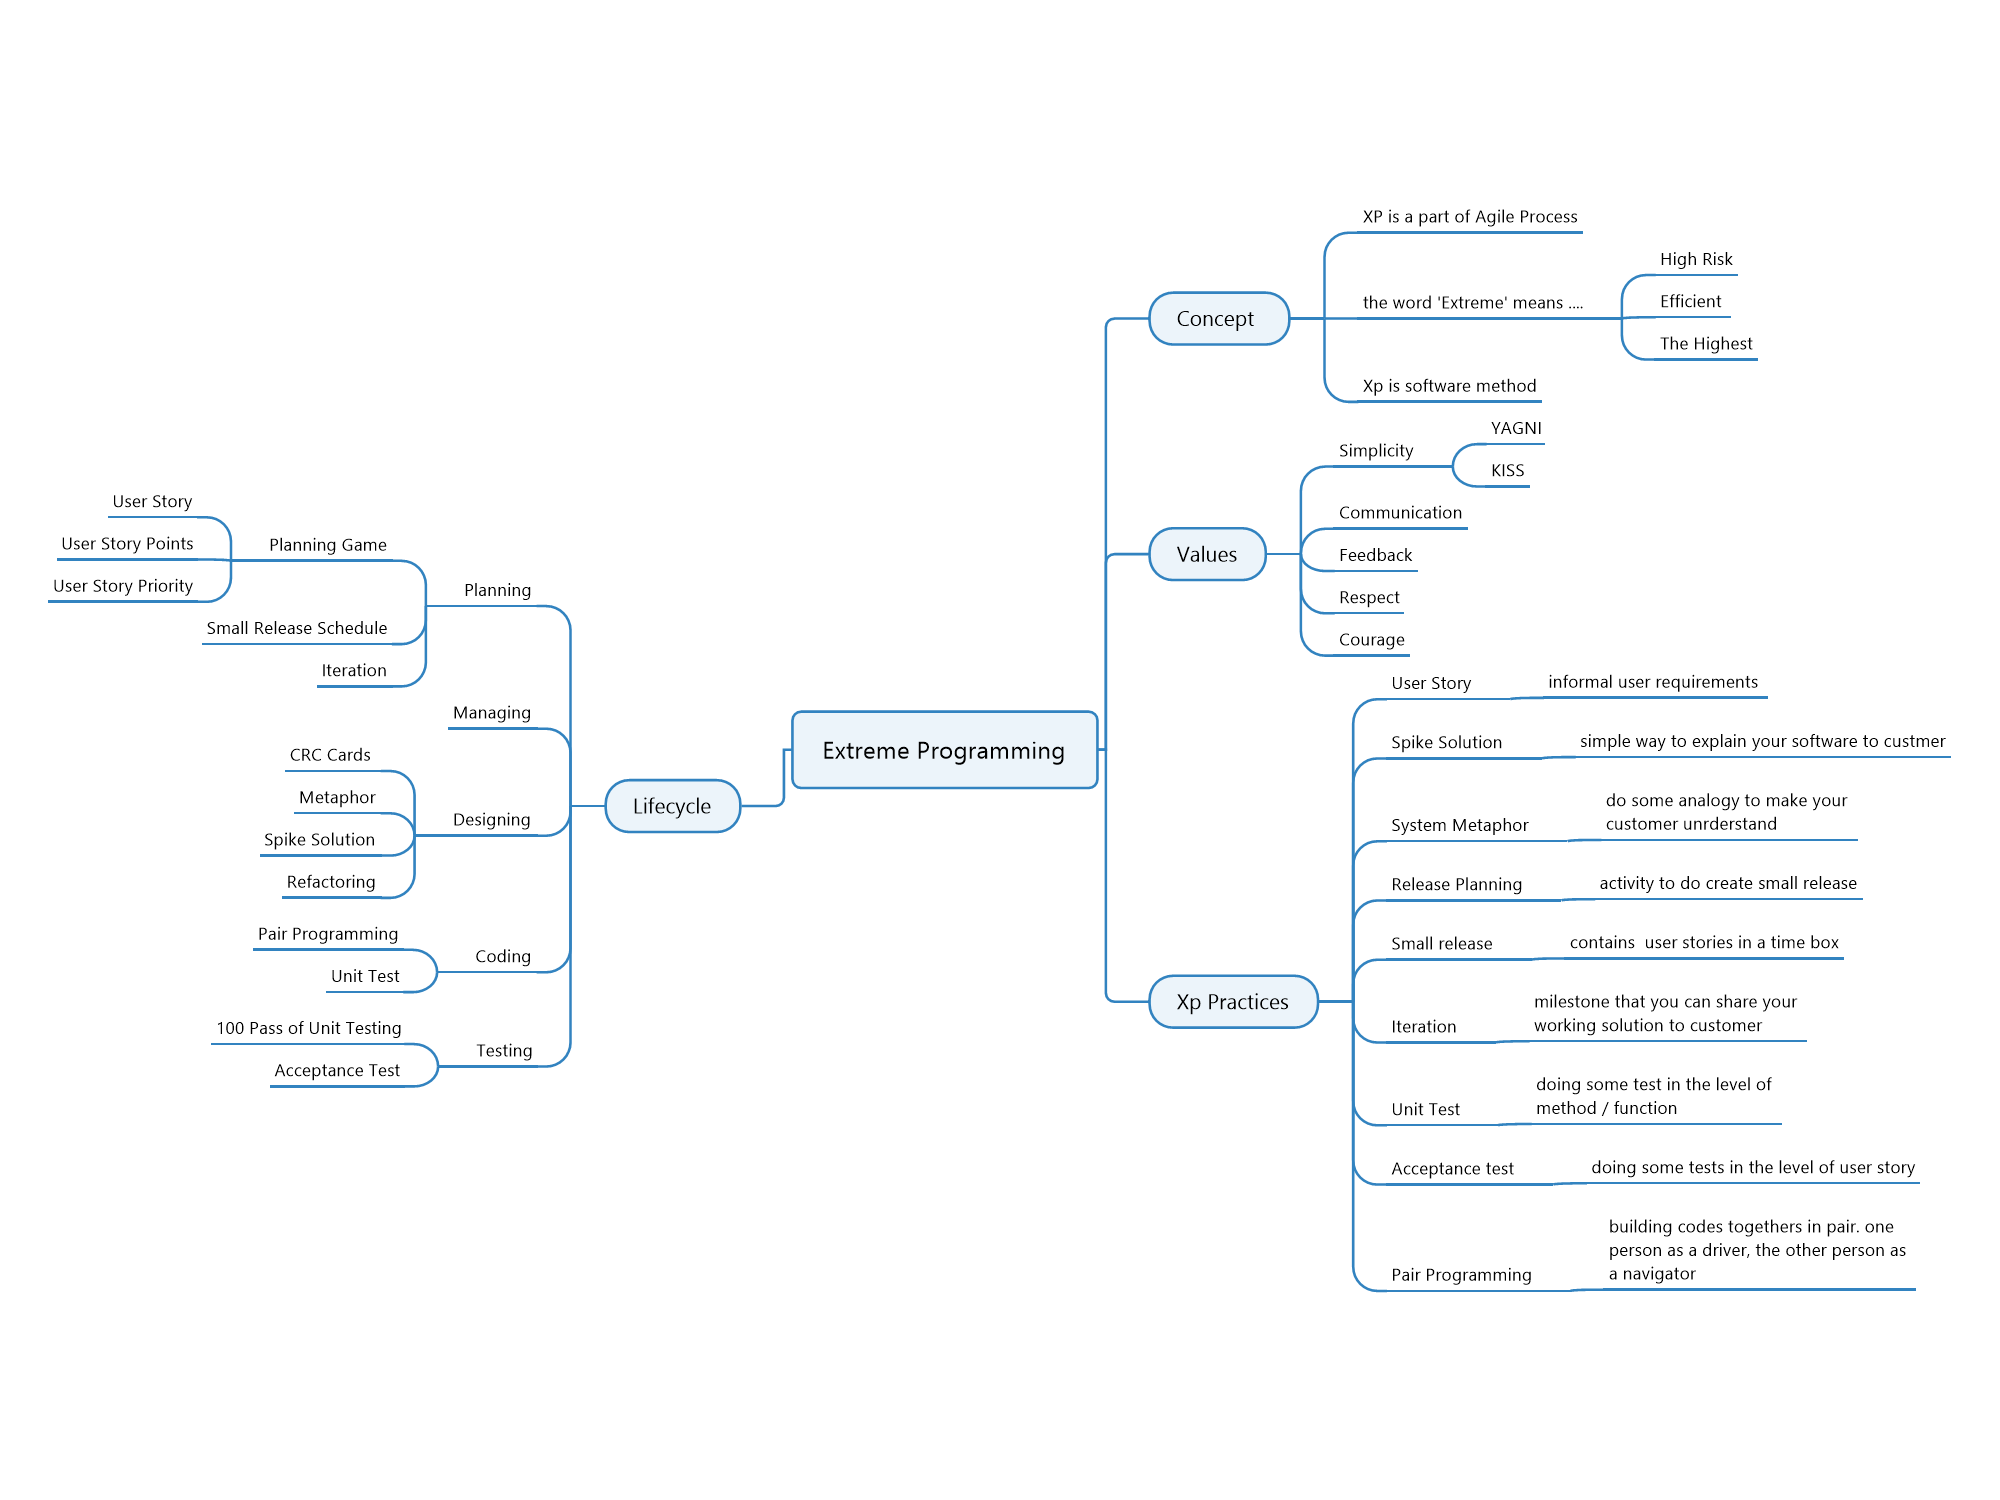 Extreme Programming
Concept
XP is a part of Agile Process
the word 'Extreme' means ....
High Risk
Efficient
The Highest
Xp is software method
Values
Simplicity
YAGNI
KISS
Communication
Feedback
Respect
Courage
Xp Practices
User Story
informal user requirements
Spike Solution
simple way to explain your software to custmer
System Metaphor
do some analogy to make your
customer unrderstand
Release Planning
activity to do create small release
Small release
contains  user stories in a time box
Iteration
milestone that you can share your
working solution to customer
Unit Test
doing some test in the level of
method / function
Acceptance test
doing some tests in the level of user story
Pair Programming
building codes togethers in pair. one
person as a driver, the other person as
a navigator
Lifecycle
Planning
Planning Game
User Story
User Story Points
User Story Priority
Small Release Schedule
Iteration
Managing
Designing
CRC Cards
Metaphor
Spike Solution
Refactoring
Coding
Pair Programming
Unit Test
Testing
100 Pass of Unit Testing
Acceptance Test